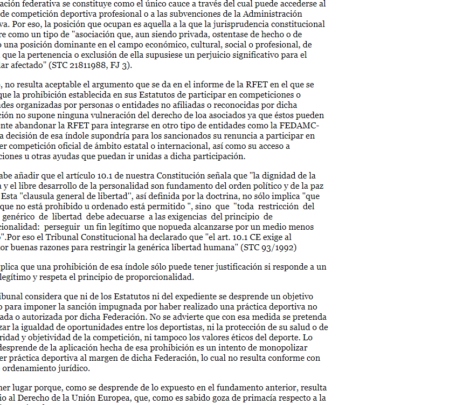 ación federativa se constituye como el único cauce a través del cual puede accederse al
de competición deportiva profesional o a las subvenciones de la Administración
va. Por eso, la posición que ocupan es aquella a la que la jurisprudencia constitucional
re como un tipo de "asociación que, aun siendo privada, ostentase de hecho o de
o una posición dominante en el campo económico, cultural, social o profesional, de
que la pertenencia o exclusión de ella supusiese un perjuicio significativo para el
lar afectado" (STC 21811988, FJ 3).
, no resulta aceptable el argumento que se da en el informe de la RFET en el que se
que la prohibición establecida en sus Estatutos de participar en competiciones o
des organizadas por personas o entidades no afiliadas o reconocidas por dicha
ción no supone ninguna vulneración del derecho de loa asociados ya que éstos pueden
nte abandonar la RFET para integrarse en otro tipo de entidades como la FEDAMC-
a decisión de esa índole supondría para los sancionados su renuncia a participar en
er competición oficial de ámbito estatal o internacional, así como su acceso a
ciones u otras ayudas que puedan ir unidas a dicha participación.
abe añadir que el artículo 10.1 de nuestra Constitución señala que "la dignidad de la
a y el libre desarrollo de la personalidad son fundamento del orden político y de la paz
Esta "clausula general de libertad", así definida por la doctrina, no sólo implica "que
que no está prohibido u ordenado está permitido ", sino que "toda restricción del
genérico de libertad debe adecuarse a las exigencias del principio de
cionalidad: perseguir un fin legítimo que nopueda alcanzarse por un medio menos
".Por eso el Tribunal Constitucional ha declarado que "el art. 10.1 CE exige al
or buenas razones para restringir la genérica libertad humana" (STC 93/1992)
plica que una prohibición de esa índole sólo puede tener justificación si responde a un
legítimo y respeta el principio de proporcionalidad.
ibunal considera que ni de los Estatutos ni del expediente se desprende un objetivo
o para imponer la sanción impugnada por haber realizado una práctica deportiva no
ada o autorizada por dicha Federación. No se advierte que con esa medida se pretenda
zar la igualdad de oportunidades entre los deportistas, ni la protección de su salud o de
ridad y objetividad de la competición, ni tampoco los valores éticos del deporte. Lo
desprende de la aplicación hecha de esa prohibición es un intento de monopolizar
er práctica deportiva al margen de dicha Federación, lo cual no resulta conforme con
ordenamiento jurídico.
mer lugar porque, como se desprende de lo expuesto en el fundamento anterior, resulta
io al Derecho de la Unión Europea, que, como es sabido goza de primacía respecto a la